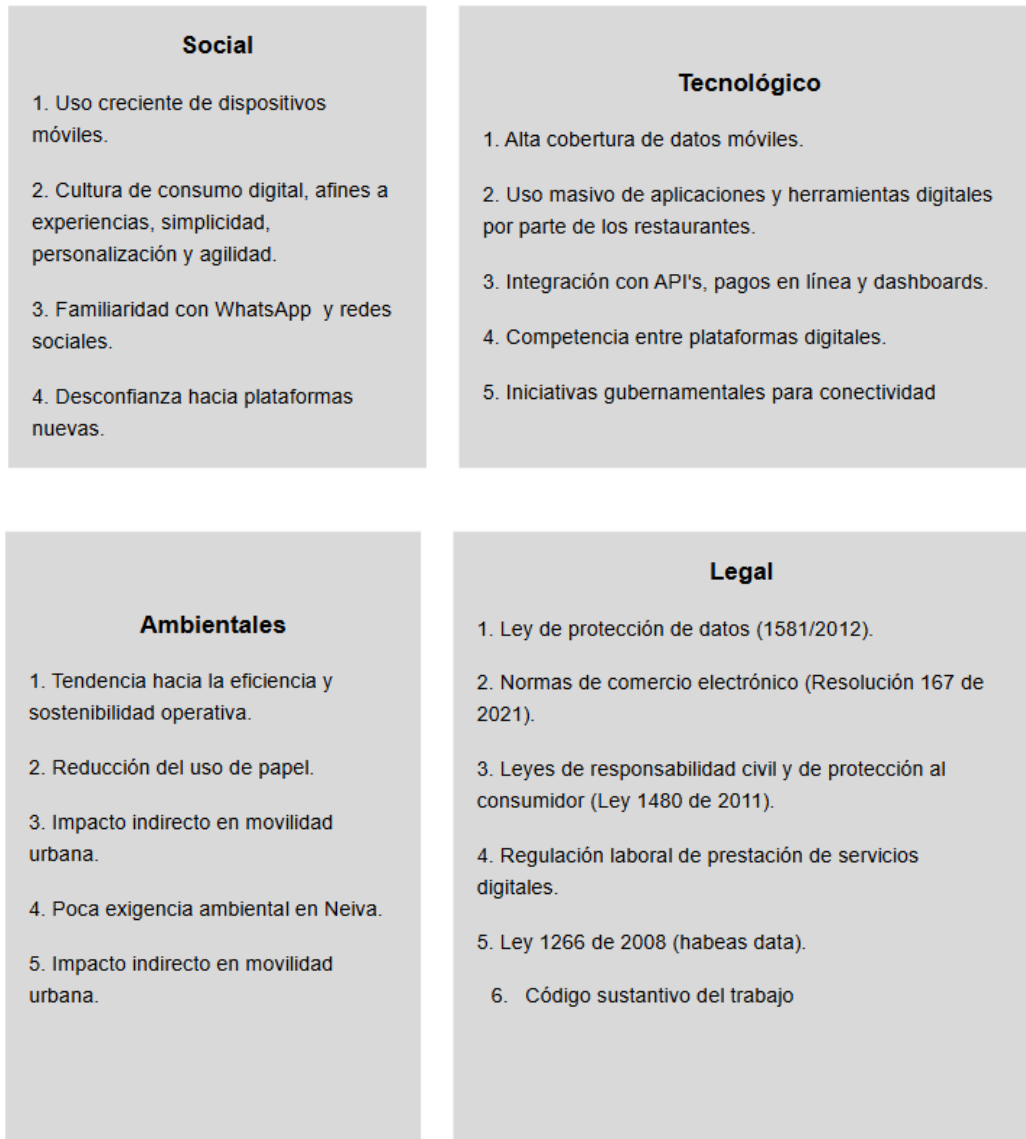 Social
1. Uso creciente de dispositivos
móviles.
2. Cultura de consumo digital, afines a
experiencias, simplicidad,
personalización y agilidad.
3. Familiaridad con WhatsApp y redes
sociales.
4. Desconfianza hacia plataformas
nuevas.
Tecnológico
1. Alta cobertura de datos móviles.
2. Uso masivo de aplicaciones y herramientas digitales
por parte de los restaurantes.
3. Integración con API's, pagos en línea y dashboards.
4. Competencia entre plataformas digitales.
5. Iniciativas gubernamentales para conectividad
Ambientales
1. Tendencia hacia la eficiencia y
sostenibilidad operativa.
2. Reducción del uso de papel.
3. Impacto indirecto en movilidad
urbana.
4. Poca exigencia ambiental en Neiva.
5. Impacto indirecto en movilidad
urbana.
Legal
1. Ley de protección de datos (1581/2012).
2. Normas de comercio electrónico (Resolución 167 de
2021).
3. Leyes de responsabilidad civil y de protección al
consumidor (Ley 1480 de 2011).
4. Regulación laboral de prestación de servicios
digitales.
5. Ley 1266 de 2008 (habeas data).
6. Código sustantivo del trabajo